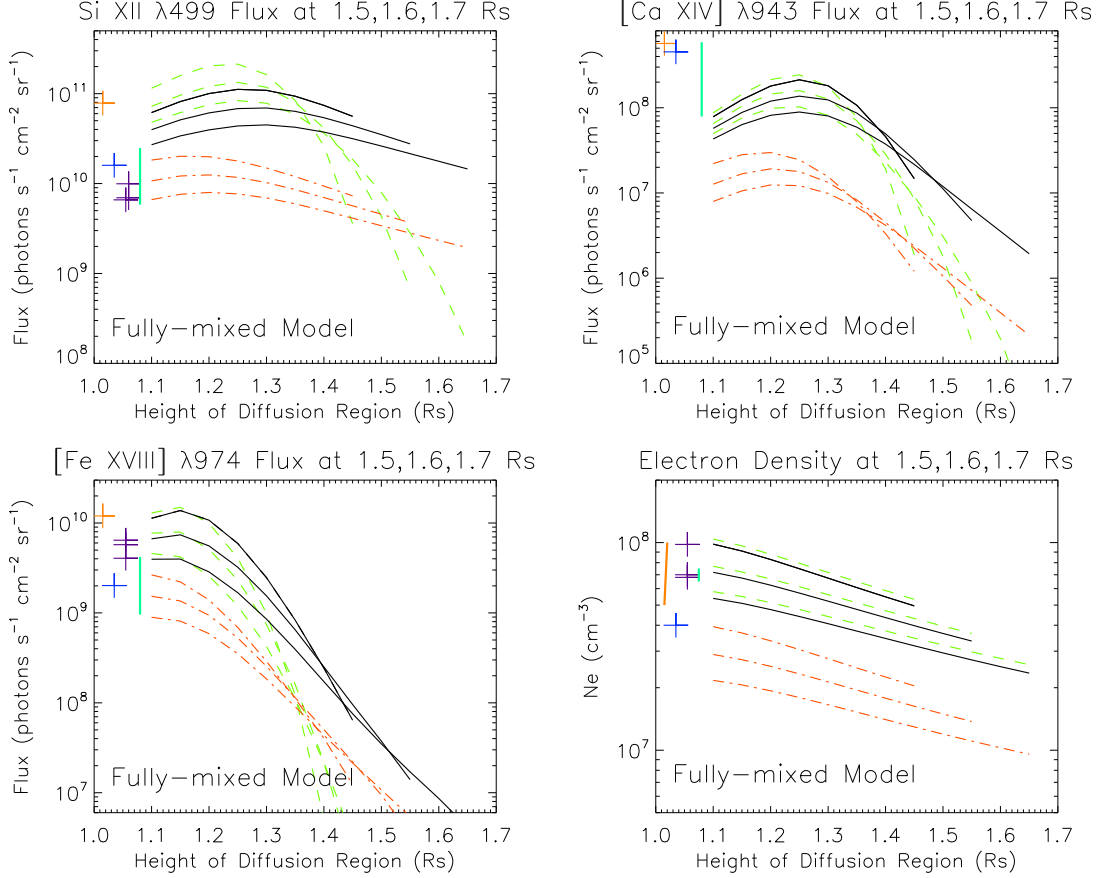 Si XII λ499 Flux at 1.5,1.6,1.7 Rs
Flux (photons s⁻¹ cm⁻² sr⁻¹)
10¹¹
10¹⁰
10⁹
10⁸
Fully-mixed Model
1.0 1.1 1.2 1.3 1.4 1.5 1.6 1.7
Height of Diffusion Region (Rs)
[Ca XIV] λ943 Flux at 1.5,1.6,1.7 Rs
Flux (photons s⁻¹ cm⁻² sr⁻¹)
10⁸
10⁷
10⁶
10⁵
Fully-mixed Model
1.0 1.1 1.2 1.3 1.4 1.5 1.6 1.7
Height of Diffusion Region (Rs)
[Fe XVIII] λ974 Flux at 1.5,1.6,1.7 Rs
Flux (photons s⁻¹ cm⁻² sr⁻¹)
10¹⁰
10⁹
10⁸
10⁷
Fully-mixed Model
1.0 1.1 1.2 1.3 1.4 1.5 1.6 1.7
Height of Diffusion Region (Rs)
Electron Density at 1.5,1.6,1.7 Rs
Ne (cm⁻³)
10⁸
10⁷
Fully-mixed Model
1.0 1.1 1.2 1.3 1.4 1.5 1.6 1.7
Height of Diffusion Region (Rs)